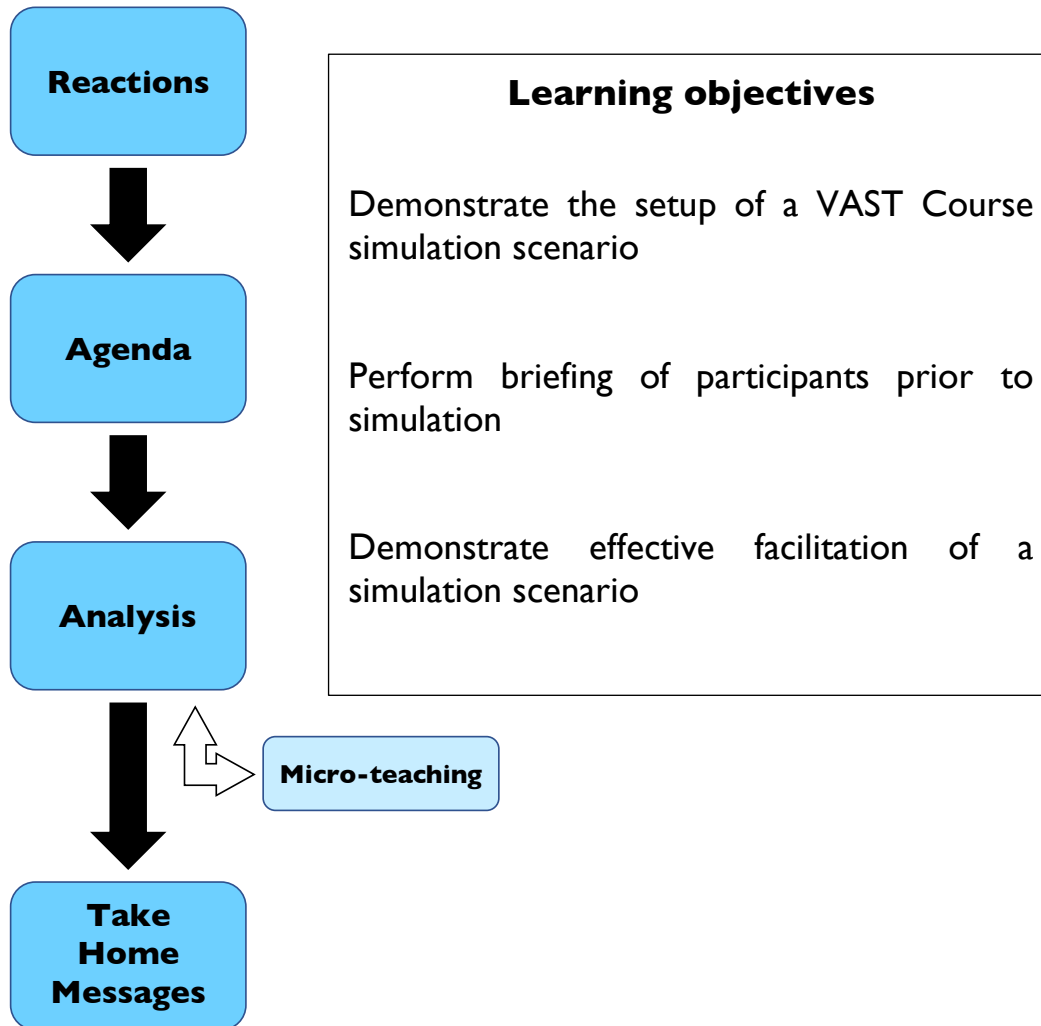 Reactions
Agenda
Analysis
Micro-teaching
Take
Home
Messages
Learning objectives
Demonstrate the setup of a VAST Course
simulation scenario
Perform briefing of participants prior to
simulation
Demonstrate effective facilitation of a
simulation scenario